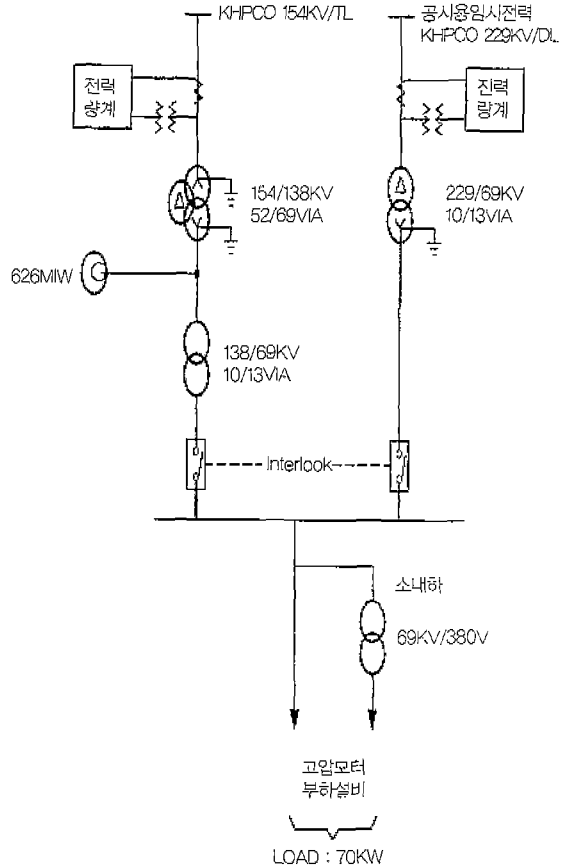 KHPCO 154KV/TL
공시용임시전력
KHPCO 229KV/DL
전력
량계
진력
랑계
154/138KV
52/69VIA
229/69KV
10/13VIA
626MIW
138/69KV
10/13VIA
Interlook
소내하
69KV/380V
고압모터
부하설비
LOAD : 70KW